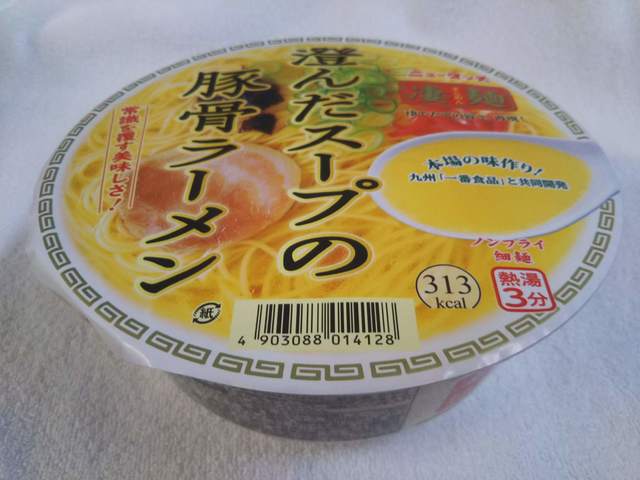 ニュータッチ
凄麺
澄んだスープの
豚骨ラーメン
常識を覆す美味しさ!
本場の味作り!
九州「一番食品」と共同開発
ノンフライ
細麺
熱湯
3分
313
kcal
紙
4 903088 014128